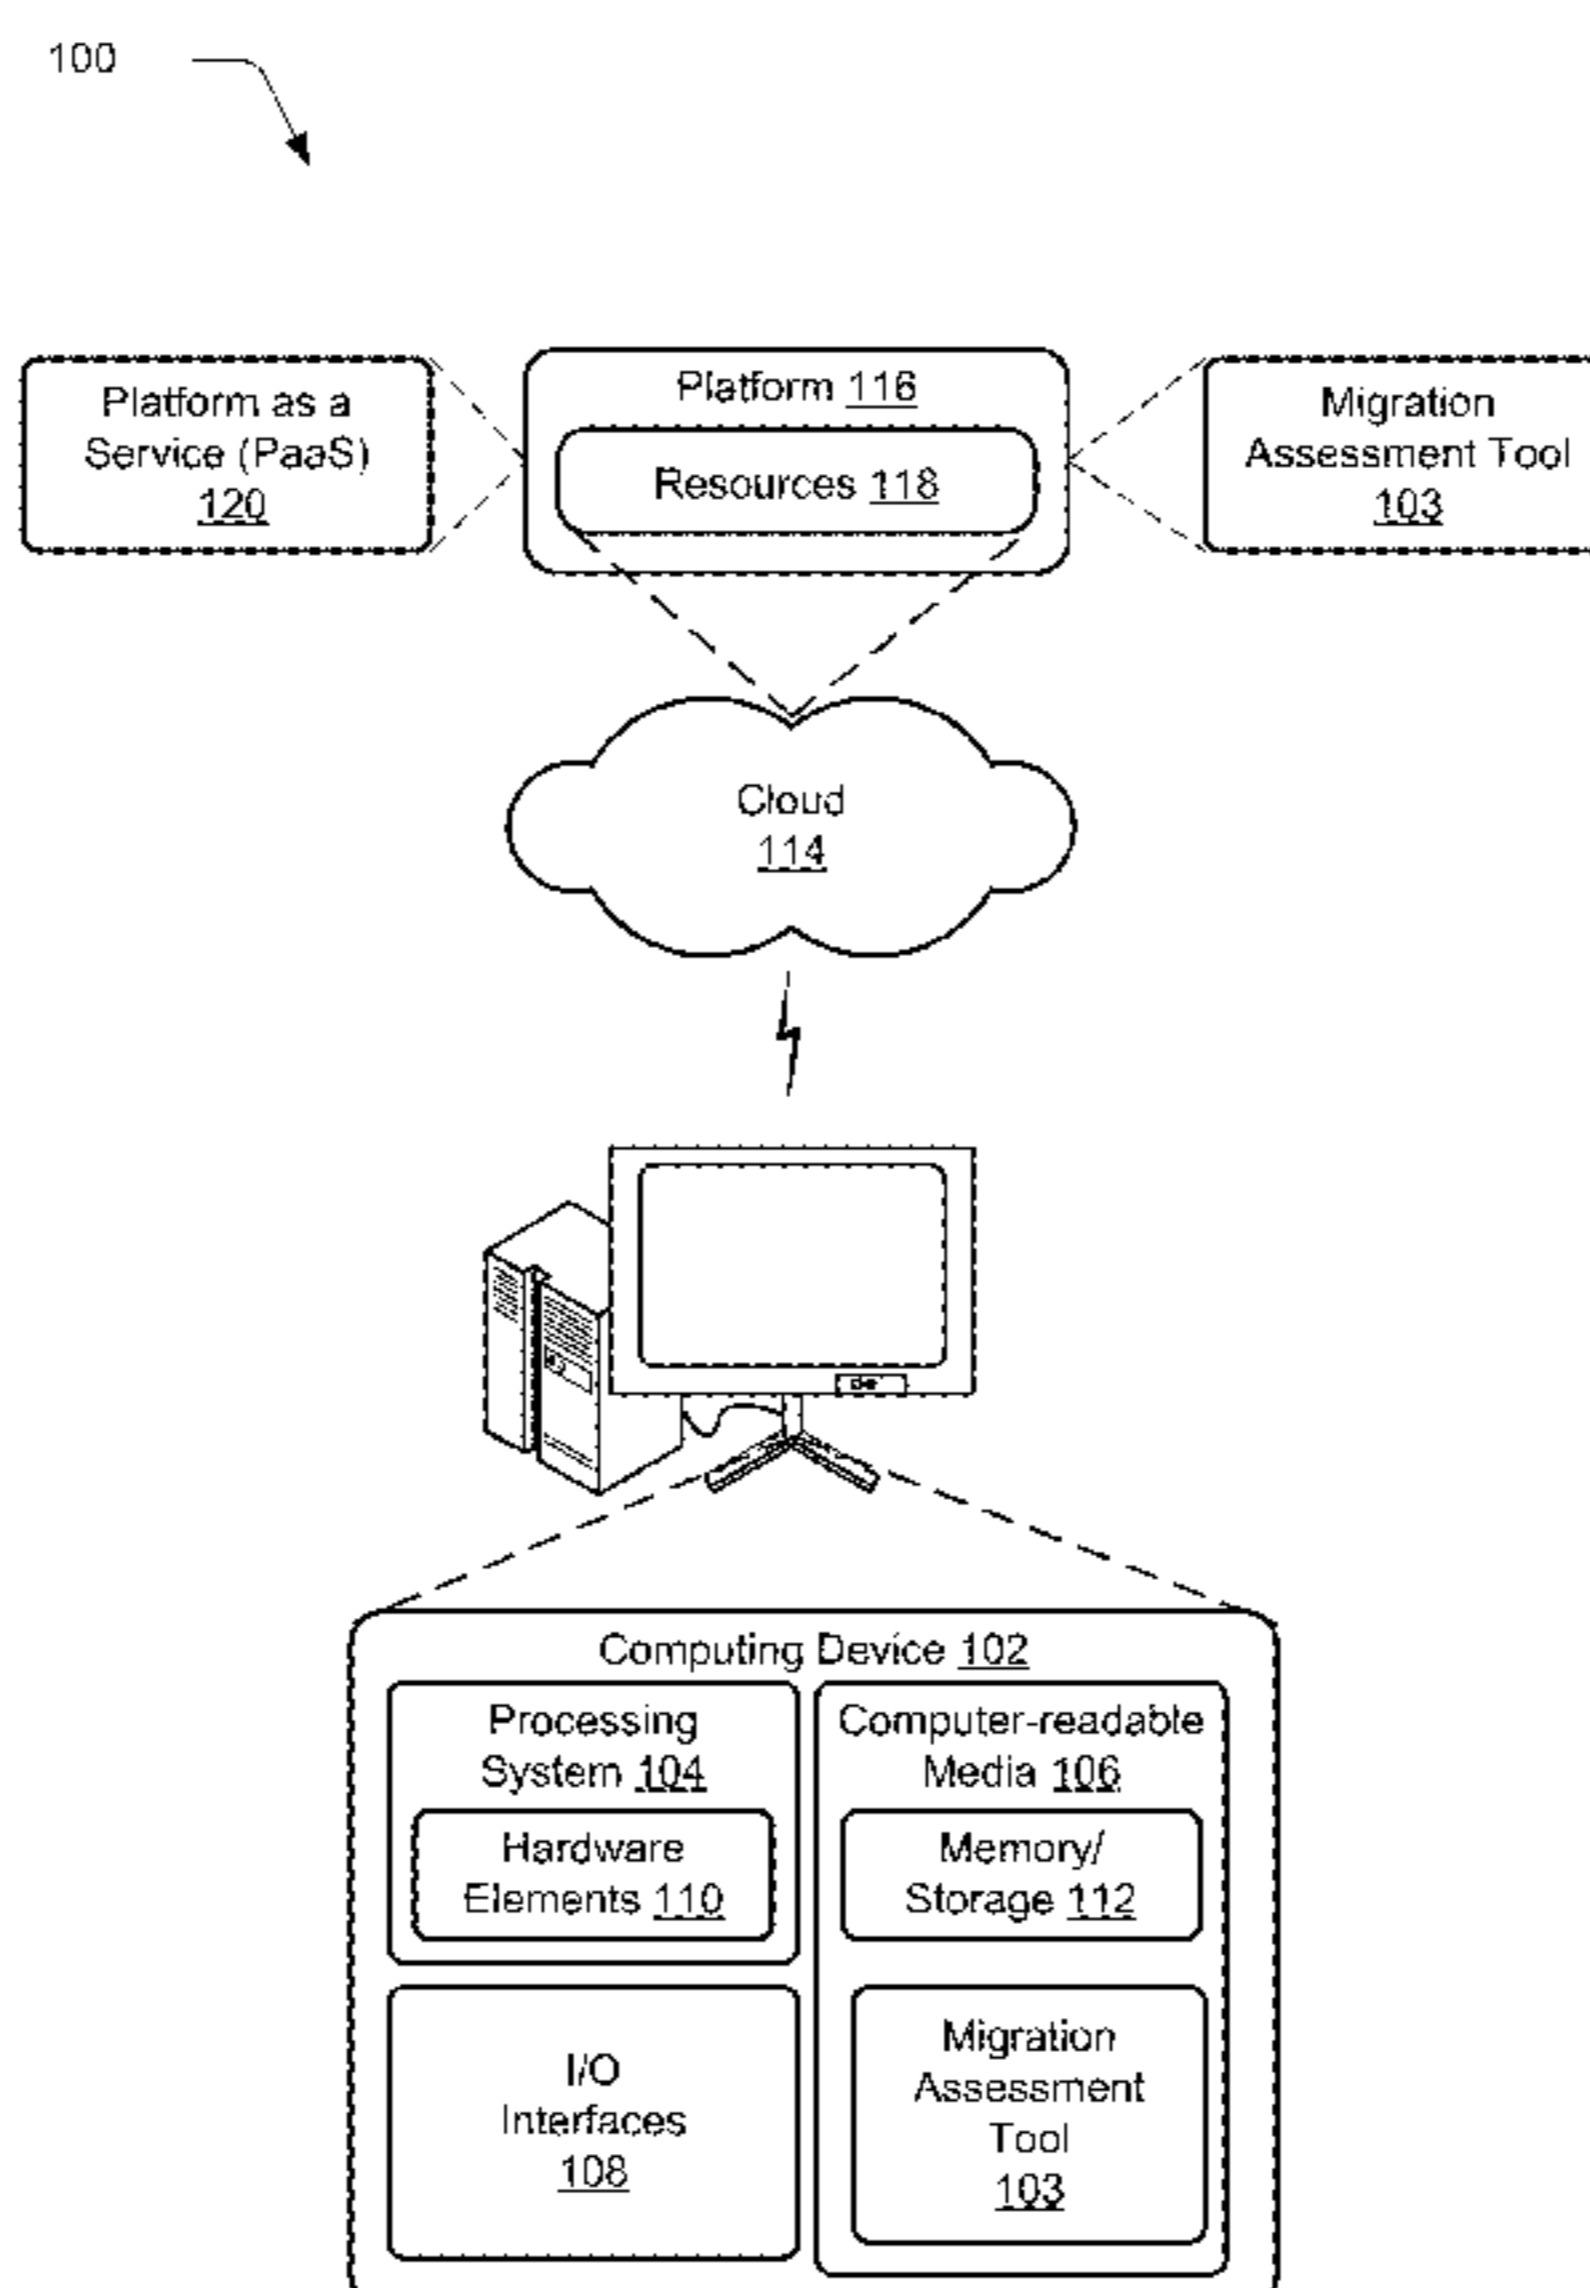 100
Platform as a
Service (PaaS)
120
Platform 116
Resources 118
Migration
Assessment Tool
103
Cloud
114
Computing Device 102
Processing
System 104
Hardware
Elements 110
Computer-readable
Media 106
Memory/
Storage 112
I/O
Interfaces
108
Migration
Assessment
Tool
103